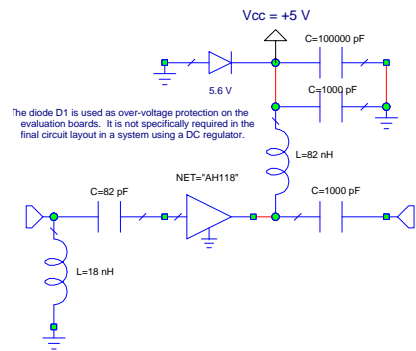 Vcc = +5 V
C=100000 pF
5.6 V
C=1000 pF
The diode D1 is used as over-voltage protection on the
evaluation boards. It is not specifically required in the
final circuit layout in a system using a DC regulator.
L=82 nH
NET="AH118"
C=82 pF
C=1000 pF
L=18 nH